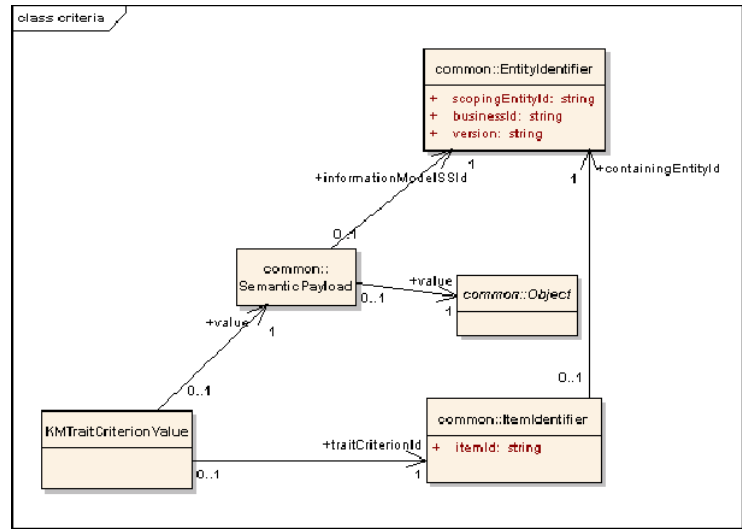 class criteria
common::EntityIdentifier
+ scopingEntityId: string
+ businessId: string
+ version: string
1
1
+containingEntityId
+informationModelSSId
0..1
common::
SemanticPayload
+value
0..1
1
common::Object
+value
1
0..1
0..1
KMTraitCriterionValue
common::ItemIdentifier
+ itemId: string
+traitCriterionId
0..1
1